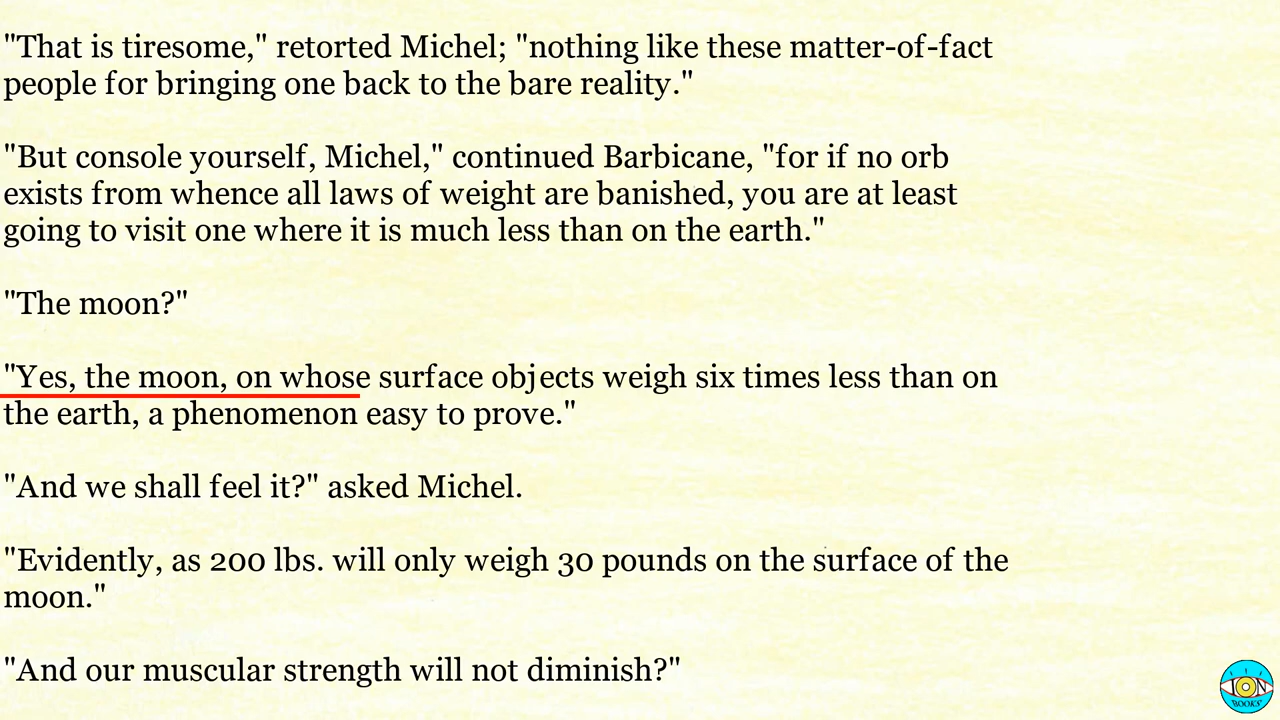 "That is tiresome," retorted Michel; "nothing like these matter-of-fact
people for bringing one back to the bare reality."
"But console yourself, Michel," continued Barbicane, "for if no orb
exists from whence all laws of weight are banished, you are at least
going to visit one where it is much less than on the earth."
"The moon?"
"Yes, the moon, on whose surface objects weigh six times less than on
the earth, a phenomenon easy to prove."
"And we shall feel it?" asked Michel.
"Evidently, as 200 lbs. will only weigh 30 pounds on the surface of the
moon."
"And our muscular strength will not diminish?"
ION
BOOKS